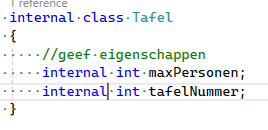 1 reference
internal class Tafel
{
//geef eigenschappen
internal int maxPersonen;
internal int tafelNummer;
}